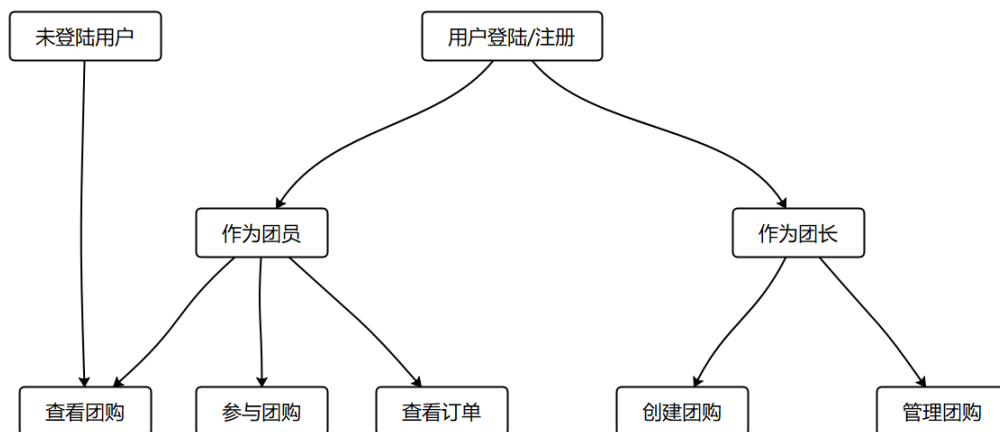 未登陆用户
用户登陆/注册
作为团员
作为团长
查看团购
参与团购
查看订单
创建团购
管理团购